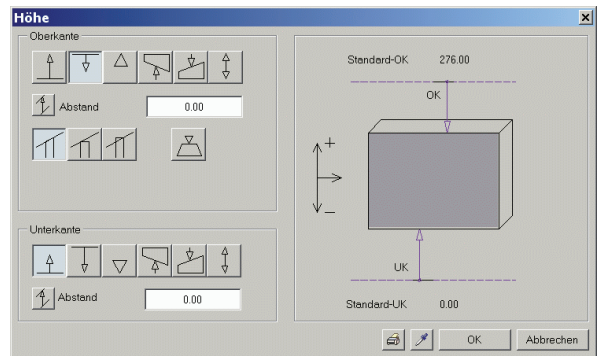 Höhe
Oberkante
Abstand 0.00
Unterkante
Abstand 0.00
Standard-OK 276.00
OK
+
−
UK
Standard-UK 0.00
OK Abbrechen